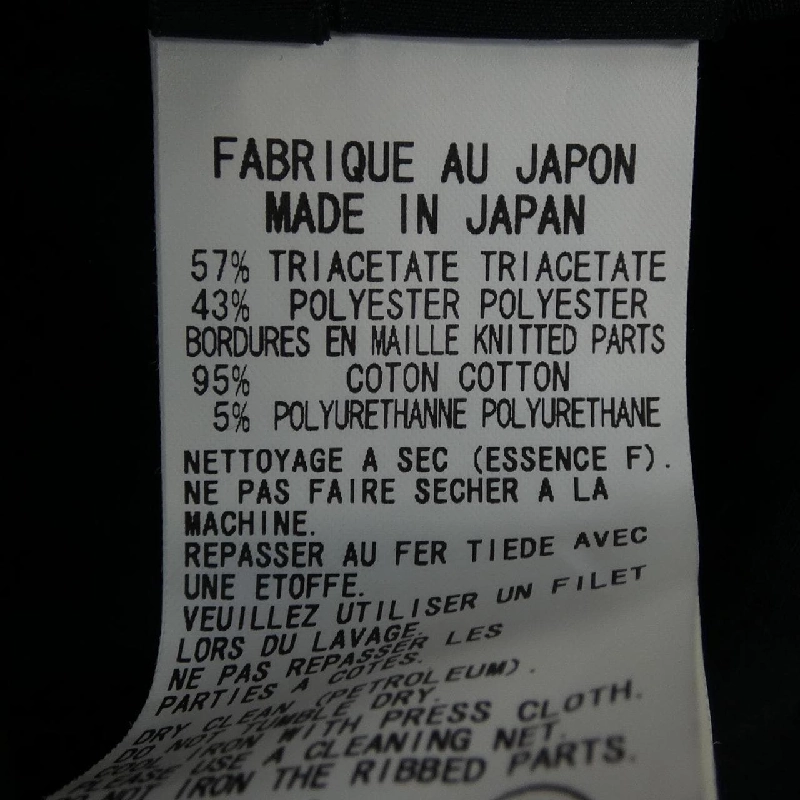 FABRIQUE AU JAPON
MADE IN JAPAN
57% TRIACETATE TRIACETATE
43% POLYESTER POLYESTER
BORDURES EN MAILLE KNITTED PARTS
95% COTON COTTON
5% POLYURETHANNE POLYURETHANE
NETTOYAGE A SEC (ESSENCE F).
NE PAS FAIRE SECHER A LA
MACHINE.
REPASSER AU FER TIEDE AVEC
UNE ETOFFE.
VEUILLEZ UTILISER UN FILET
LORS DU LAVAGE.
NE PAS REPASSER LES
PARTIES A COTES.
DRY CLEAN (PETROLEUM).
DO NOT TUMBLE DRY.
COOL IRON WITH PRESS CLOTH.
PLEASE USE A CLEANING NET.
NOT IRON THE RIBBED PARTS.